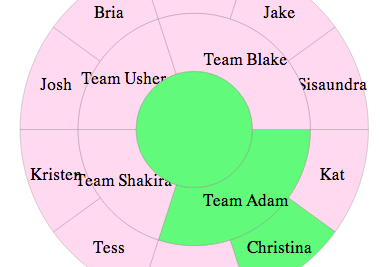 Bria
Jake
Team Blake
Team Usher
Josh
Sisaundra
Kristen
Team Shakira
Kat
Team Adam
Tess
Christina